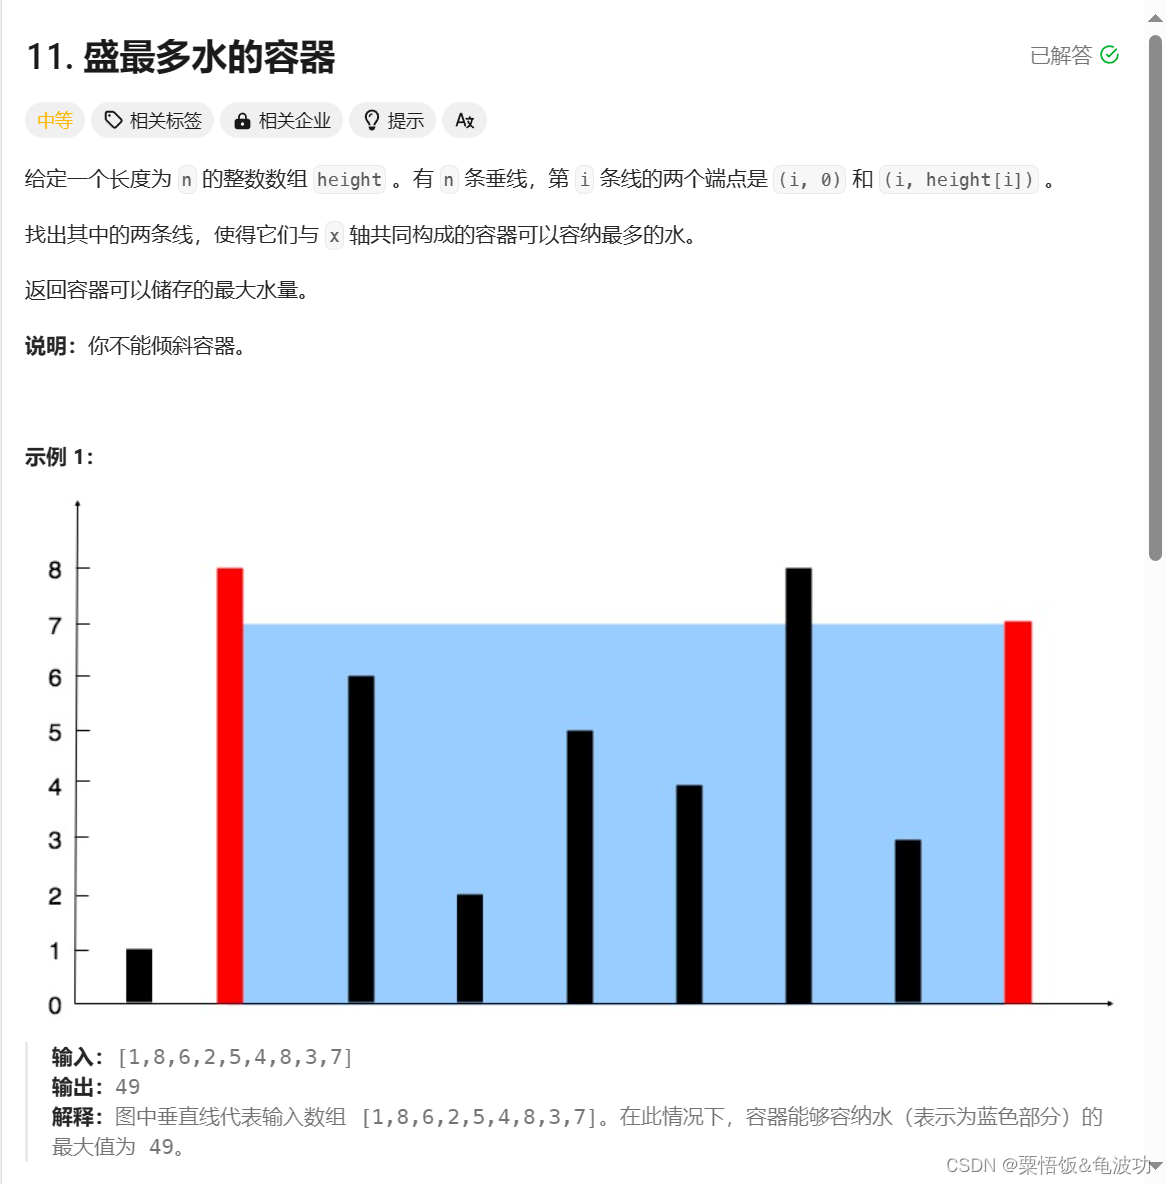 11. 盛最多水的容器
已解答
中等 相关标签 相关企业 提示 Ax
给定一个长度为 n 的整数数组 height 。有 n 条垂线，第 i 条线的两个端点是 (i, 0) 和 (i, height[i]) 。
找出其中的两条线，使得它们与 x 轴共同构成的容器可以容纳最多的水。
返回容器可以储存的最大水量。
说明：你不能倾斜容器。
示例 1：
8
7
6
5
4
3
2
1
0
输入：[1,8,6,2,5,4,8,3,7]
输出：49
解释：图中垂直线代表输入数组 [1,8,6,2,5,4,8,3,7]。在此情况下，容器能够容纳水（表示为蓝色部分）的
最大值为 49。
CSDN @粟悟饭&龟波功